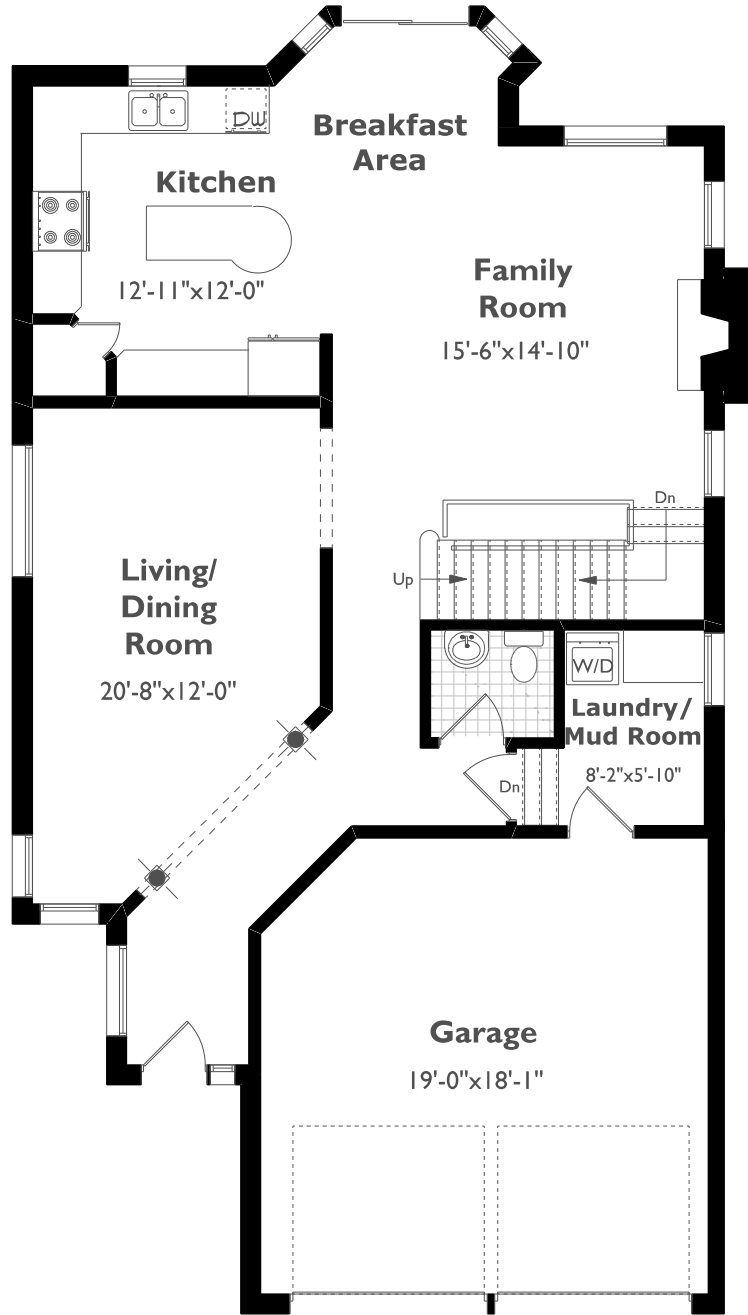 Breakfast
Area
DW
Kitchen
12'-11"x12'-0"
Family
Room
15'-6"x14'-10"
Dn
Up
Living/
Dining
Room
20'-8"x12'-0"
W/D
Laundry/
Mud Room
8'-2"x5'-10"
Dn
Garage
19'-0"x18'-1"